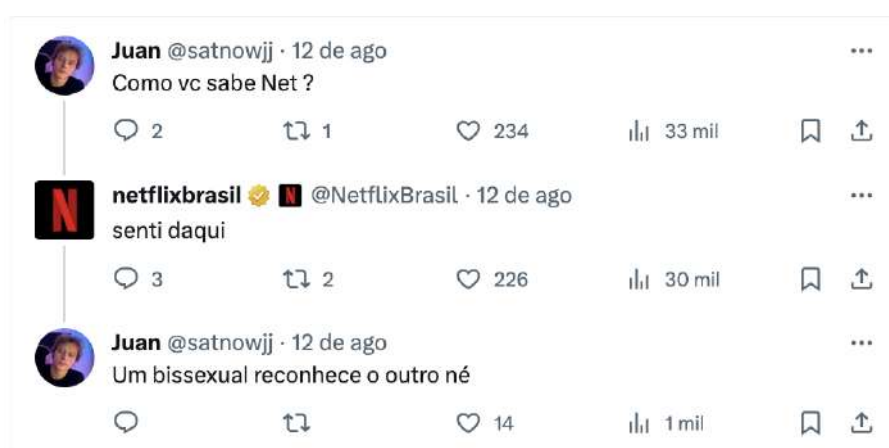 Juan @satnowjj · 12 de ago
Como vc sabe Net ?
2 1 234 33 mil
netflixbrasil N @NetflixBrasil · 12 de ago
N
senti daqui
3 2 226 30 mil
Juan @satnowjj · 12 de ago
Um bissexual reconhece o outro né
14 1 mil